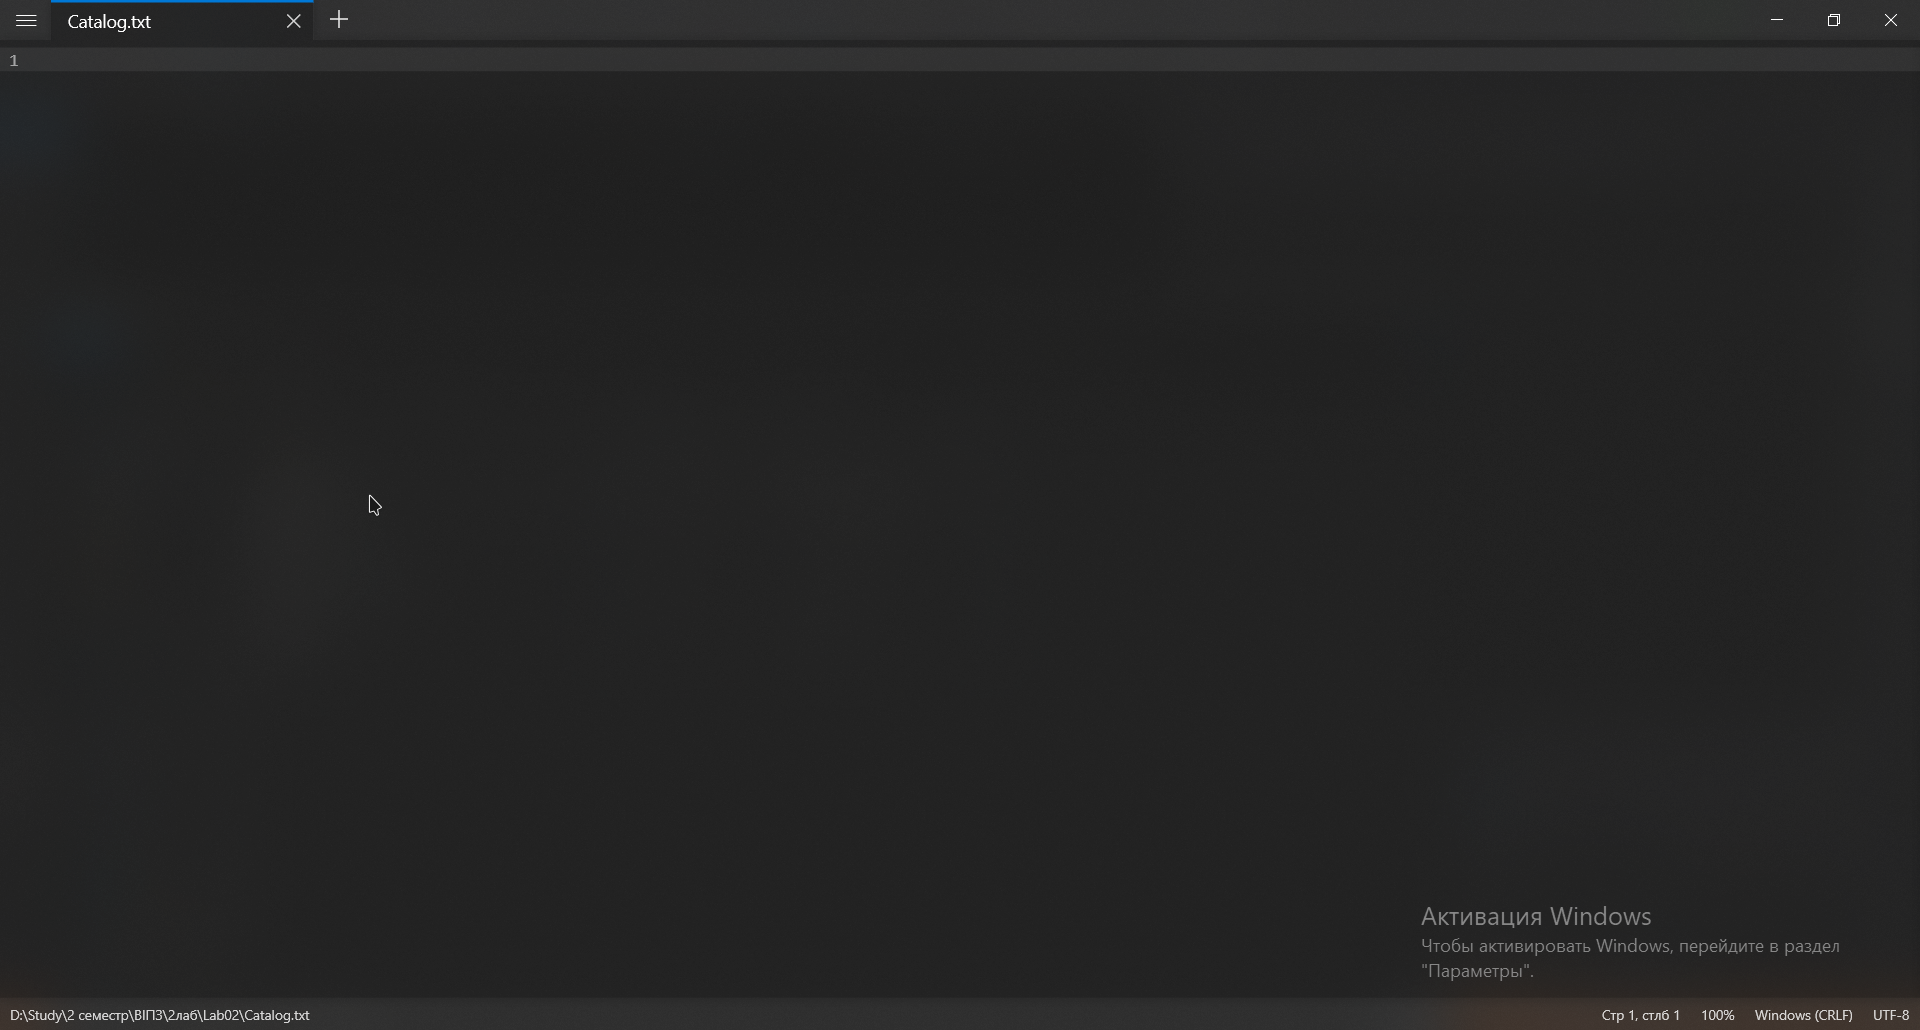 Catalog.txt
1
Активация Windows
Чтобы активировать Windows, перейдите в раздел
"Параметры".
D:\Study\2 семестр\ВІПЗ\2лаб\Lab02\Catalog.txt
Стр 1, стлб 1
100%
Windows (CRLF)
UTF-8